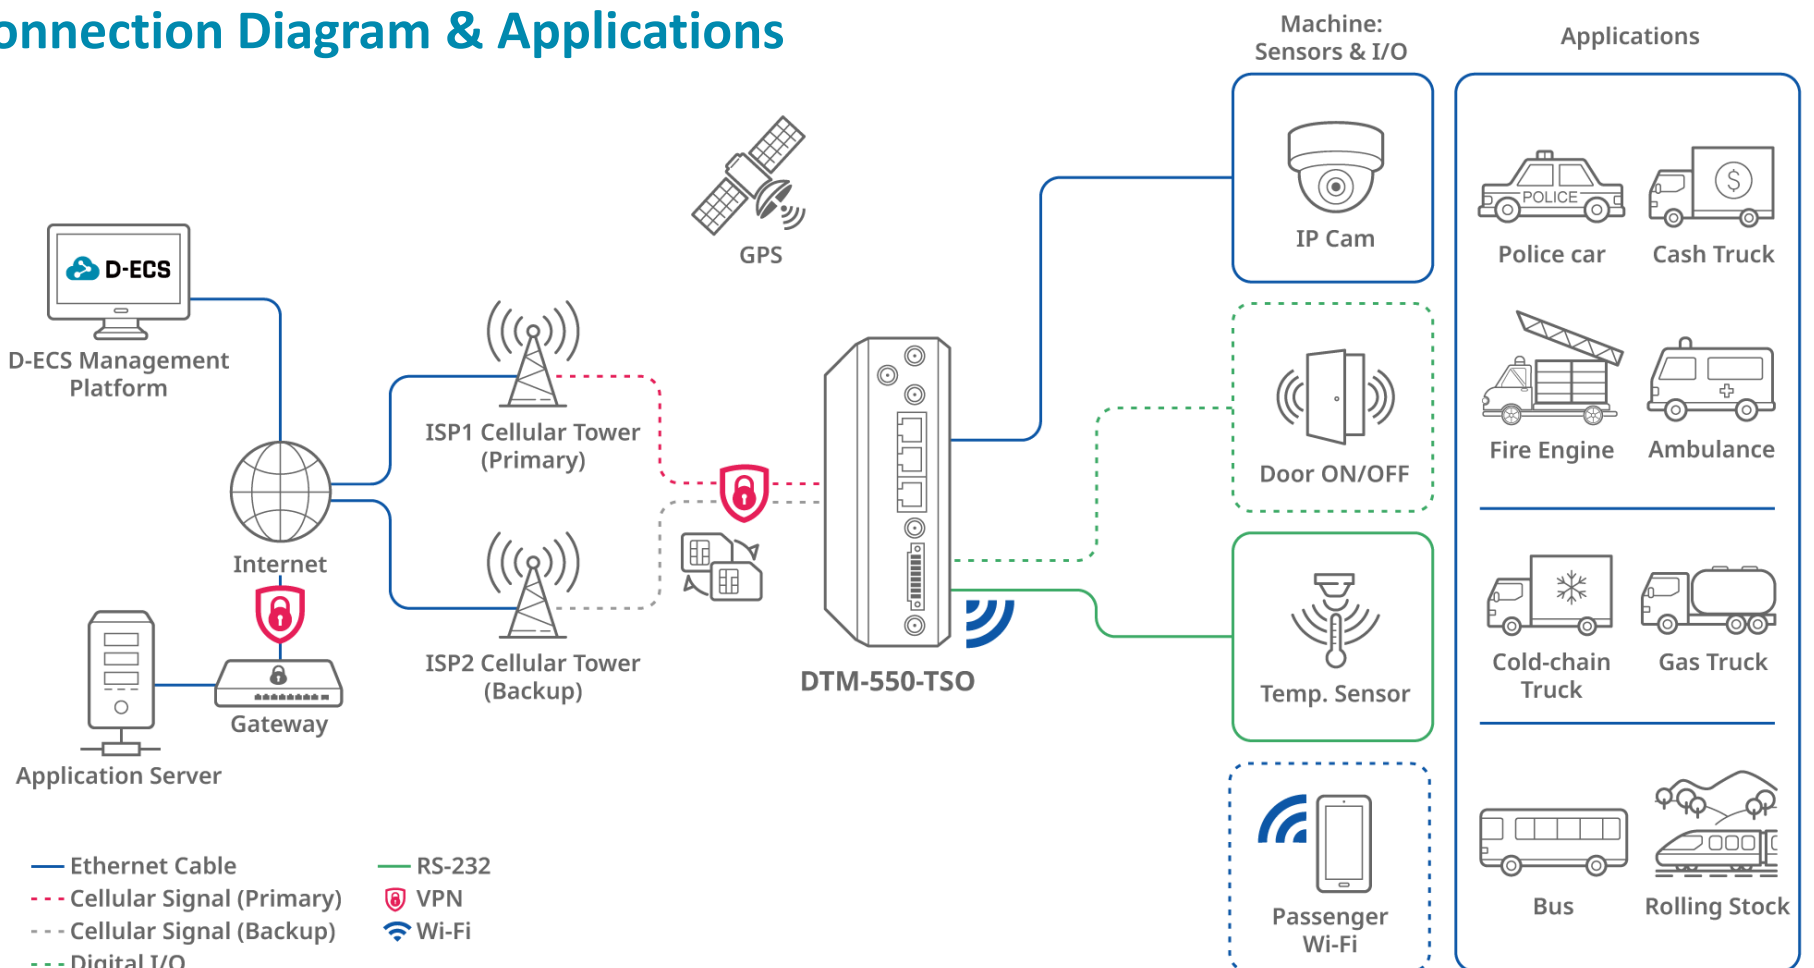 onnection Diagram & Applications
Machine:
Sensors & I/O
Applications
IP Cam
POLICE
$
Police car
Cash Truck
GPS
D-ECS
D-ECS Management
Platform
ISP1 Cellular Tower
(Primary)
Door ON/OFF
Fire Engine
Ambulance
Internet
ISP2 Cellular Tower
(Backup)
DTM-550-TSO
Temp. Sensor
Cold-chain
Truck
Gas Truck
Gateway
Application Server
Passenger
Wi-Fi
Bus
Rolling Stock
Ethernet Cable
RS-232
Cellular Signal (Primary)
VPN
Cellular Signal (Backup)
Wi-Fi
Digital I/O